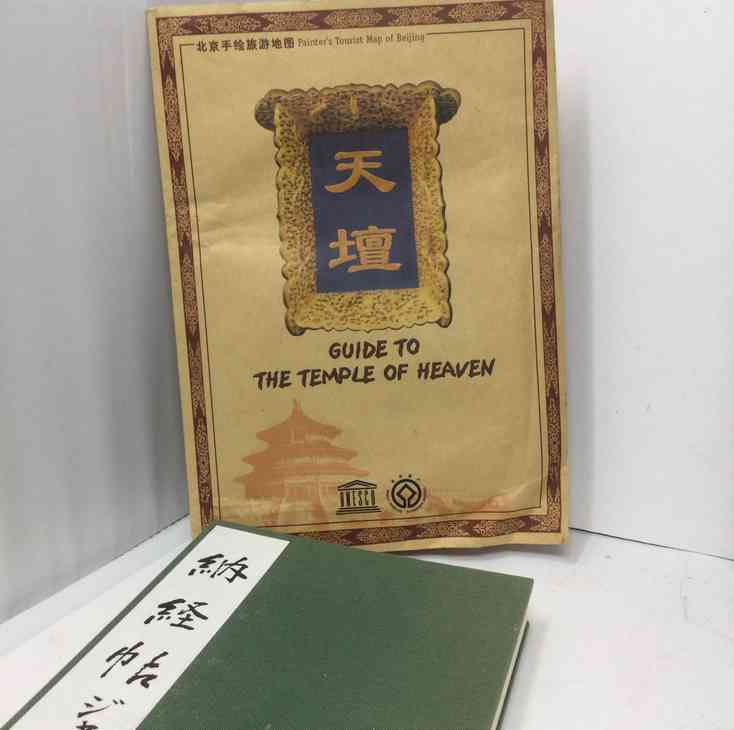 北京手绘旅游地图 Painter's Tourist Map of Beijing
天
壇
GUIDE TO
THE TEMPLE OF HEAVEN
UNESCO
納
経
帖
ジ